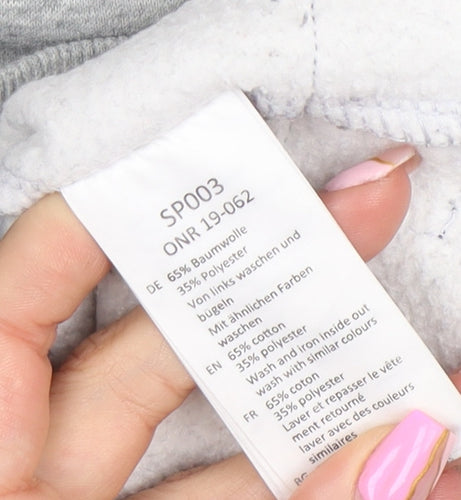 SP003
ONR 19-062
DE 65% Baumwolle
35% Polyester
Von links waschen und
bügeln
Mit ähnlichen Farben
waschen
EN 65% cotton
35% polyester
Wash and iron Inside out
wash with similar colours
FR 65% coton
35% polyester
Laver et repasser le vête
ment retourné
laver avec des couleurs
similaires
BG